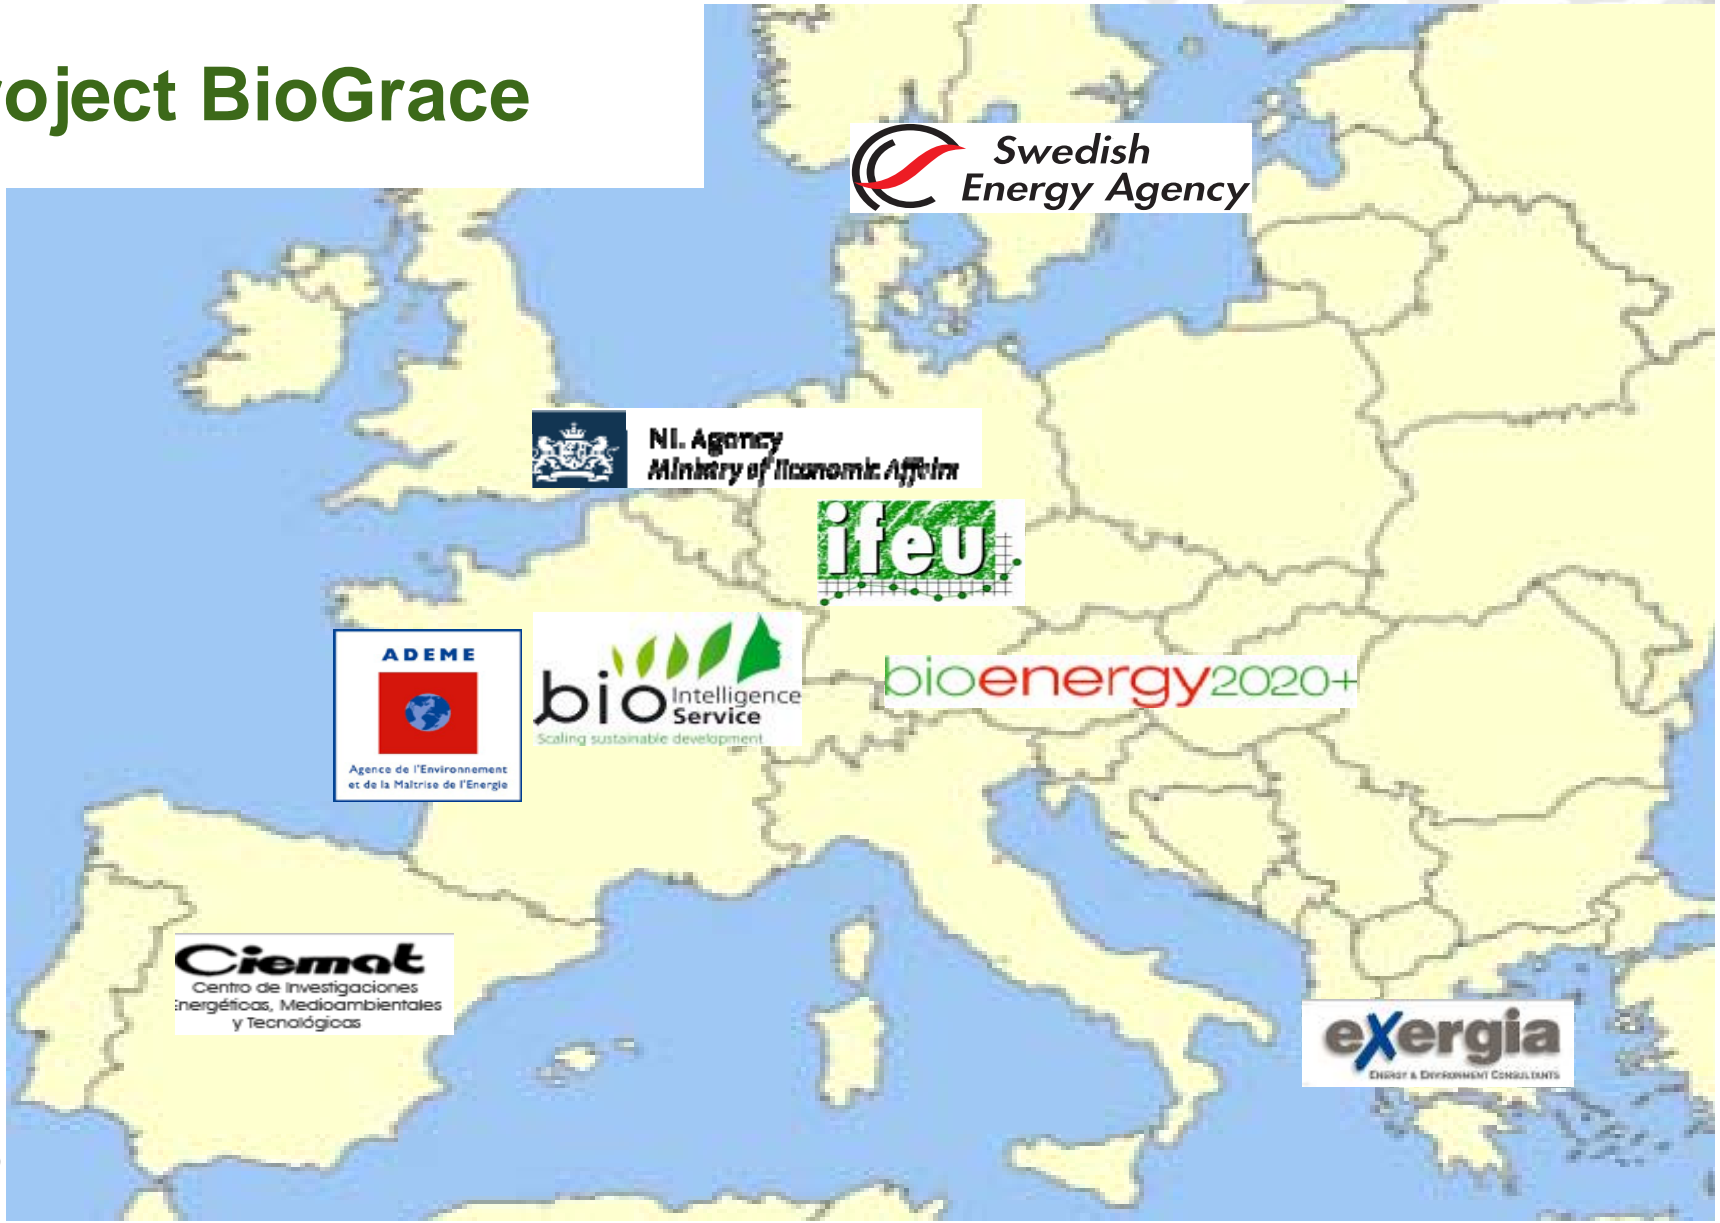 oject BioGrace
Swedish
Energy Agency
NL Agency
Ministry of Economic Affairs
ifeu
ADEME
Agence de l'Environnement
et de la Maîtrise de l'Energie
bio Intelligence
Service
Scaling sustainable development
bioenergy2020+
Ciemat
Centro de Investigaciones
Energéticas, Medioambientales
y Tecnológicas
eXergia
ENERGY & ENVIRONMENT CONSULTANTS